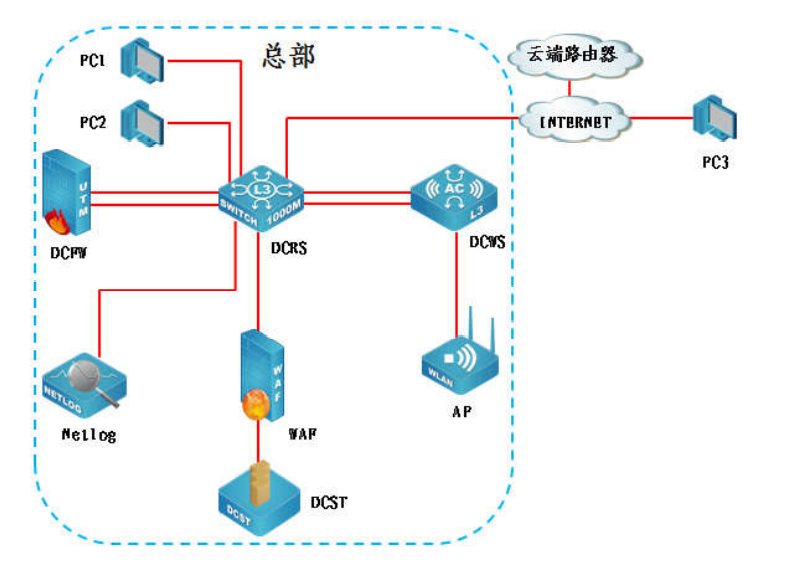 总部
云端路由器
PC1
PC2
INTERNET
PC3
UTM
L3
SWITCH 1000M
AC
L3
DCFW
DCRS
DCWS
NETLOG
WAF
WLAN
Netlog
WAF
AP
DCST
DCST